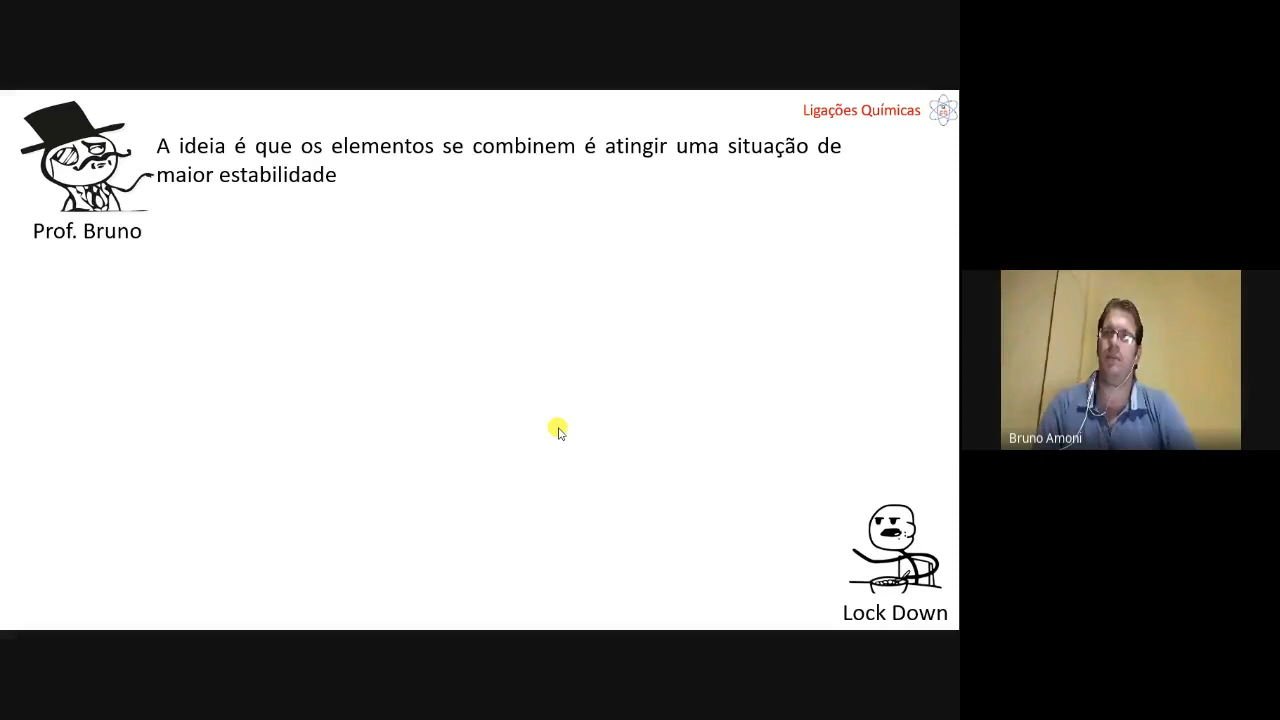 Ligações Químicas
A ideia é que os elementos se combinem é atingir uma situação de
maior estabilidade
Prof. Bruno
Bruno Amoni
Lock Down